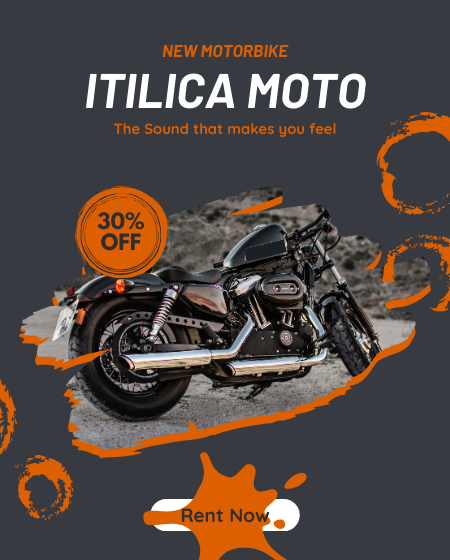 NEW MOTORBIKE
ITILICA MOTO
The Sound that makes you feel
30%
OFF
Rent Now